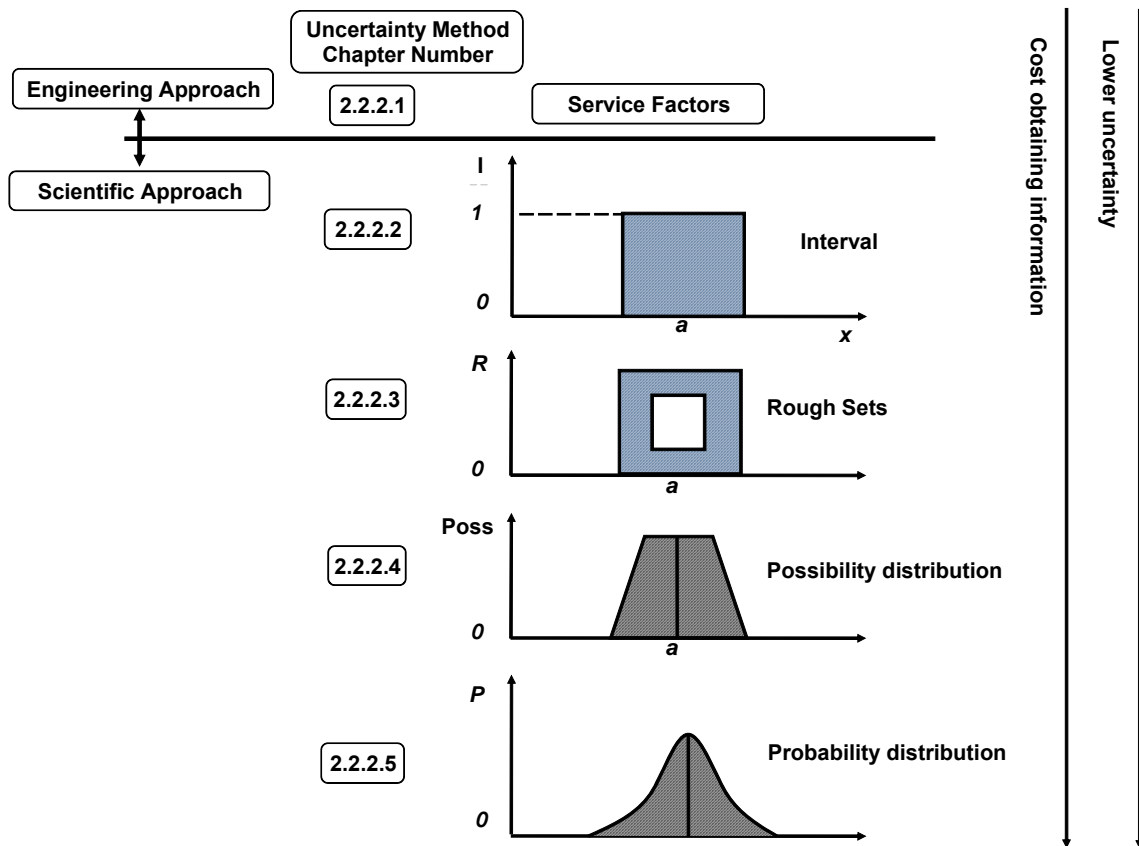 Uncertainty Method
Chapter Number
Engineering Approach
2.2.2.1
Service Factors
Scientific Approach
Cost obtaining information
Lower uncertainty
I
1
2.2.2.2
Interval
0
a
x
R
2.2.2.3
Rough Sets
0
a
Poss
2.2.2.4
Possibility distribution
0
a
P
2.2.2.5
Probability distribution
0